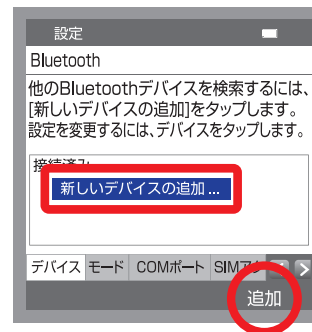 設定
Bluetooth
他のBluetoothデバイスを検索するには、
[新しいデバイスの追加]をタップします。
設定を変更するには、デバイスをタップします。
接続済み
新しいデバイスの追加 ...
デバイス モード COMポート SIMア
追加